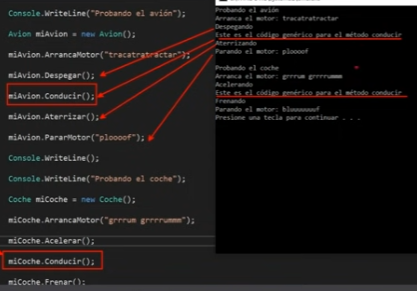 Console.WriteLine("Probando el avión");
Avion miAvion = new Avion();
miAvion.ArrancaMotor("tracatratractar");
miAvion.Despegar();
miAvion.Conducir();
miAvion.Aterrizar();
miAvion.PararMotor("ploooof");
Console.WriteLine();
Console.WriteLine("Probando el coche");
Coche miCoche = new Coche();
miCoche.ArrancaMotor("grrrum grrrrummm");
miCoche.Acelerar();
miCoche.Conducir();
miCoche.Frenar();
Probando el avión
Arranca el motor: tracatratractar
Despegando
Este es el código genérico para el método conducir
Aterrizando
Parando el motor: ploooof
Probando el coche
Arranca el motor: grrrum grrrrummm
Acelerando
Este es el código genérico para el método conducir
Frenando
Parando el motor:
Presione una tecla para continuar . . .